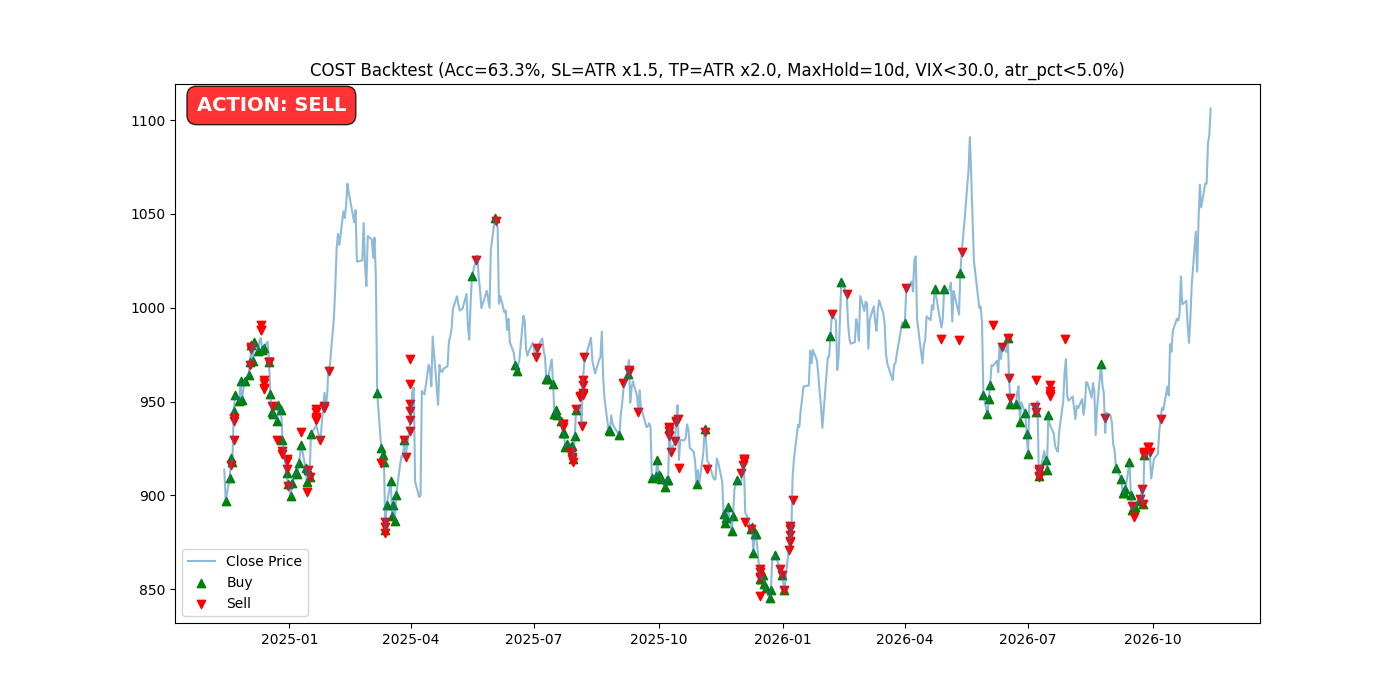 COST Backtest (Acc=63.3%, SL=ATR x1.5, TP=ATR x2.0, MaxHold=10d, VIX<30.0, atr_pct<5.0%)
ACTION: SELL
1100
1050
1000
950
900
850
Close Price
Buy
Sell
2025-01 2025-04 2025-07 2025-10 2026-01 2026-04 2026-07 2026-10